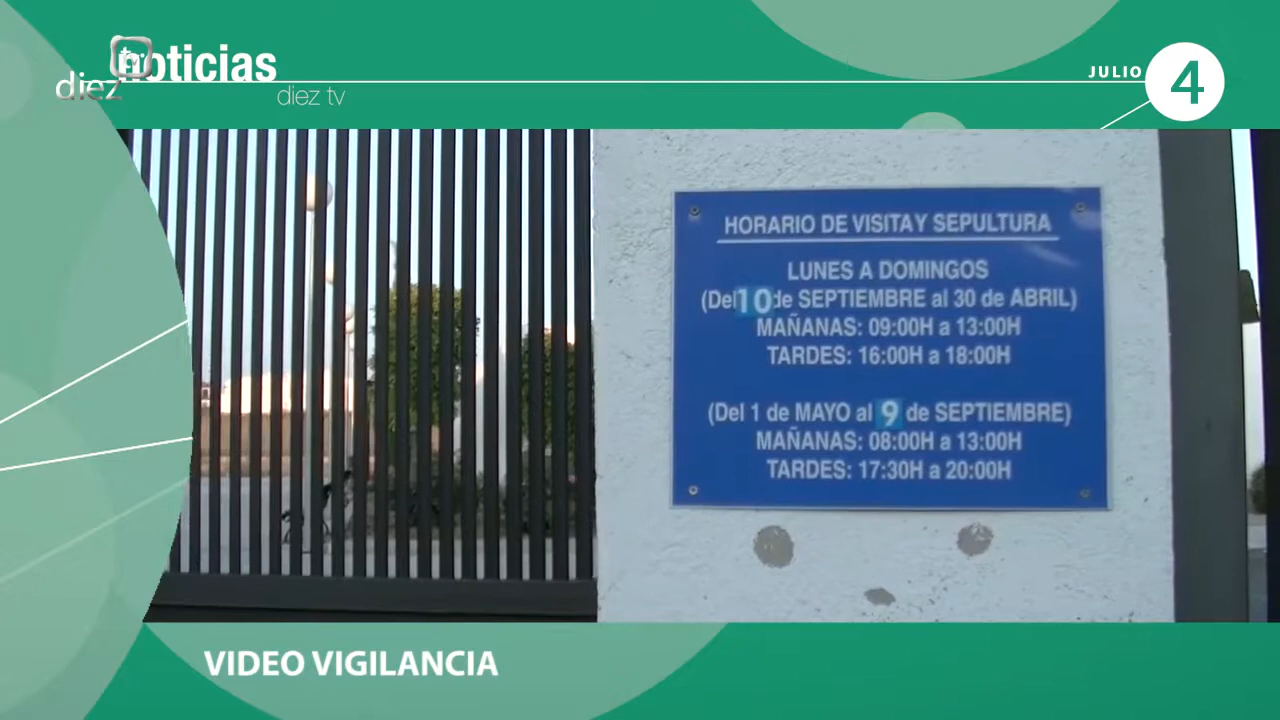 noticias
diez tv
diez tv
JULIO 4
HORARIO DE VISITA Y SEPULTURA
LUNES A DOMINGOS
(Del 10 de SEPTIEMBRE al 30 de ABRIL)
MAÑANAS: 09:00H a 13:00H
TARDES: 16:00H a 18:00H
(Del 1 de MAYO al 9 de SEPTIEMBRE)
MAÑANAS: 08:00H a 13:00H
TARDES: 17:30H a 20:00H
VIDEO VIGILANCIA